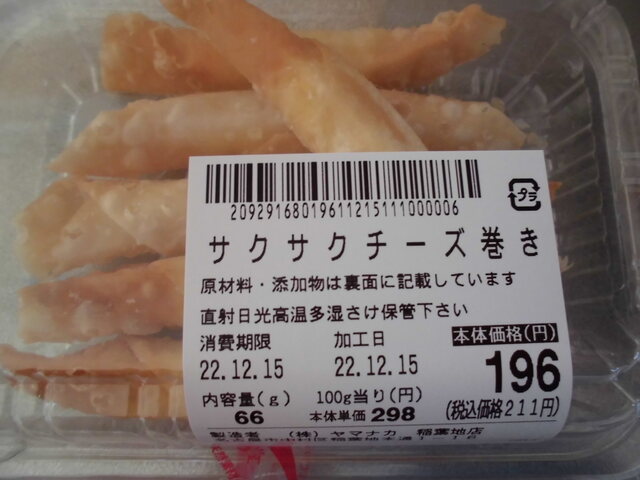 209291680196112151110000006
プラ
サクサクチーズ巻き
原材料・添加物は裏面に記載しています
直射日光高温多湿さけ保管下さい
消費期限 加工日 本体価格(円)
22.12.15 22.12.15 196
内容量(g) 100g当り(円)
66 本体単価 298 (税込価格211円)
製造者 (株) ヤマナカ 稲葉地店